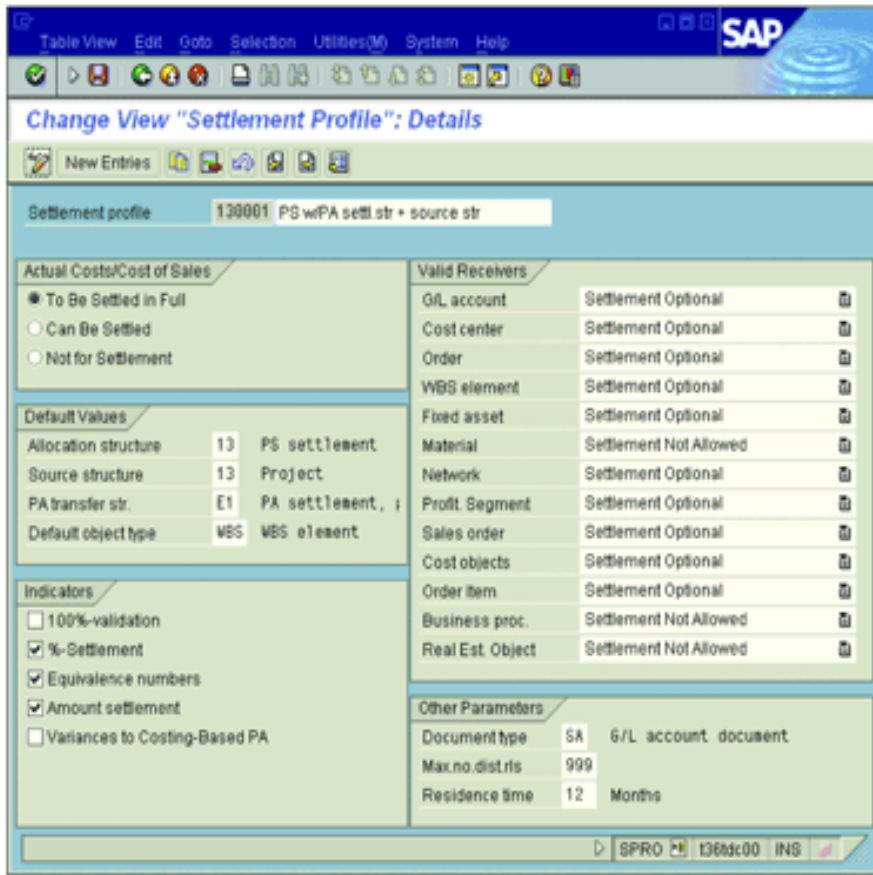 Table View Edit Goto Selection Utilities(M) System Help
SAP
Change View "Settlement Profile": Details
New Entries
Settlement profile 130001 PS w/PA settl.str + source str
Actual Costs/Cost of Sales
To Be Settled in Full
Can Be Settled
Not for Settlement
Default Values
Allocation structure 13 PS settlement
Source structure 13 Project
PA transfer str. E1 PA settlement,
Default object type WBS WBS element
Indicators
100%-validation
%-Settlement
Equivalence numbers
Amount settlement
Variances to Costing-Based PA
Valid Receivers
G/L account Settlement Optional
Cost center Settlement Optional
Order Settlement Optional
WBS element Settlement Optional
Fixed asset Settlement Optional
Material Settlement Not Allowed
Network Settlement Optional
Profit. Segment Settlement Optional
Sales order Settlement Optional
Cost objects Settlement Optional
Order Item Settlement Optional
Business proc. Settlement Not Allowed
Real Est. Object Settlement Not Allowed
Other Parameters
Document type SA G/L account document
Max.no.dist.rls 999
Residence time 12 Months
SPRO t36tdc00 INS